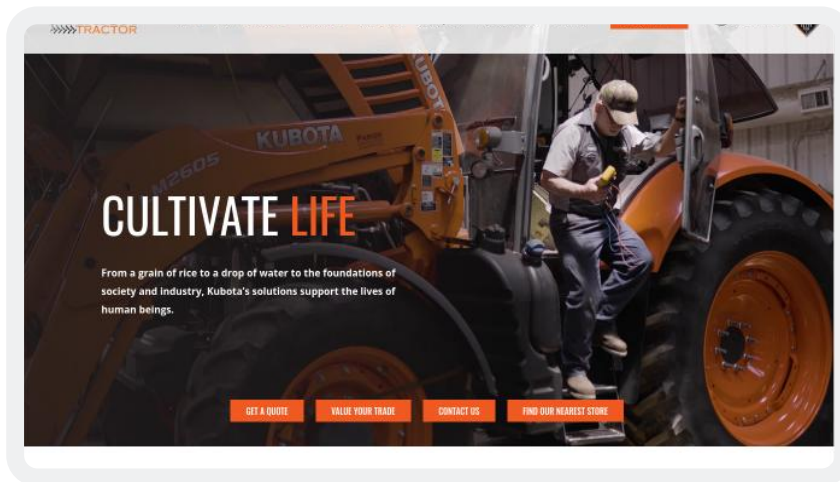 TRACTOR
KUBOTA
KUBOTA
M2605
CULTIVATE LIFE
From a grain of rice to a drop of water to the foundations of
society and industry, Kubota's solutions support the lives of
human beings.
GET A QUOTE
VALUE YOUR TRADE
CONTACT US
FIND OUR NEAREST STORE